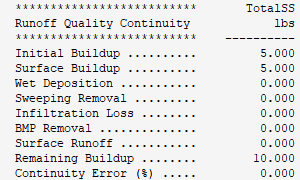 **************************    TotalSS
Runoff Quality Continuity         lbs
**************************    ----------
Initial Buildup ..........      5.000
Surface Buildup ..........      5.000
Wet Deposition ...........      0.000
Sweeping Removal .........      0.000
Infiltration Loss ........      0.000
BMP Removal ..............      0.000
Surface Runoff ...........      0.000
Remaining Buildup ........     10.000
Continuity Error (%) .....      0.000